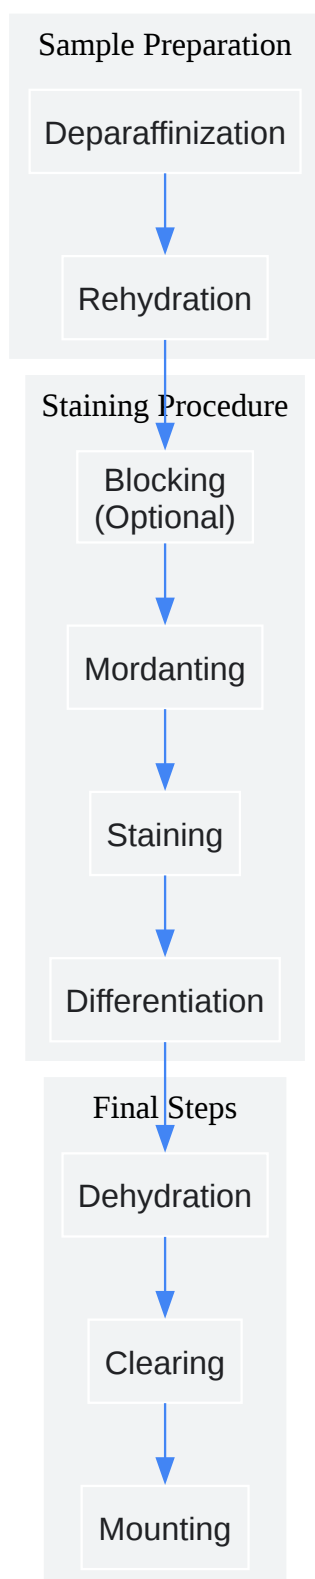 Sample Preparation
Deparaffinization
Rehydration
Staining Procedure
Blocking
(Optional)
Mordanting
Staining
Differentiation
Final Steps
Dehydration
Clearing
Mounting